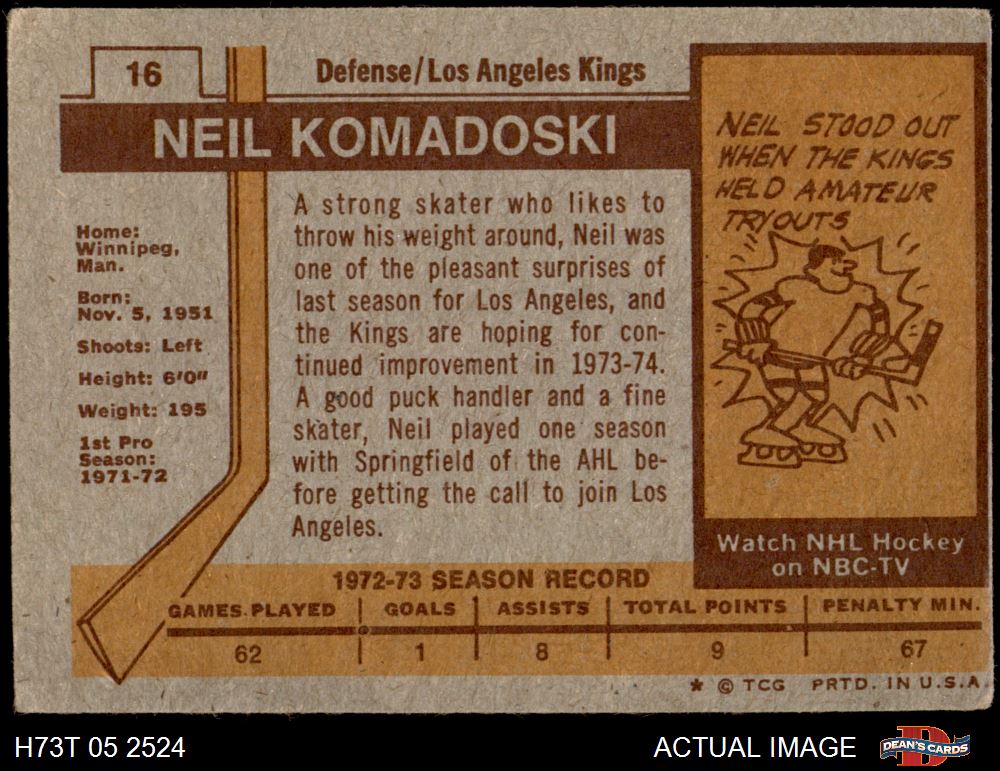 16
Defense/Los Angeles Kings
NEIL KOMADOSKI
Home:
Winnipeg,
Man.
Born:
Nov. 5, 1951
Shoots: Left
Height: 6'0"
Weight: 195
1st Pro
Season:
1971-72
A strong skater who likes to
throw his weight around, Neil was
one of the pleasant surprises of
last season for Los Angeles, and
the Kings are hoping for con-
tinued improvement in 1973-74.
A good puck handler and a fine
skater, Neil played one season
with Springfield of the AHL be-
fore getting the call to join Los
Angeles.
NEIL STOOD OUT
WHEN THE KINGS
HELD AMATEUR
TRYOUTS
Watch NHL Hockey
on NBC-TV
1972-73 SEASON RECORD
GAMES PLAYED GOALS ASSISTS TOTAL POINTS PENALTY MIN.
62 1 8 9 67
* © TCG PRTD. IN U.S.A.
H73T 05 2524
ACTUAL IMAGE
DEAN'S CARDS